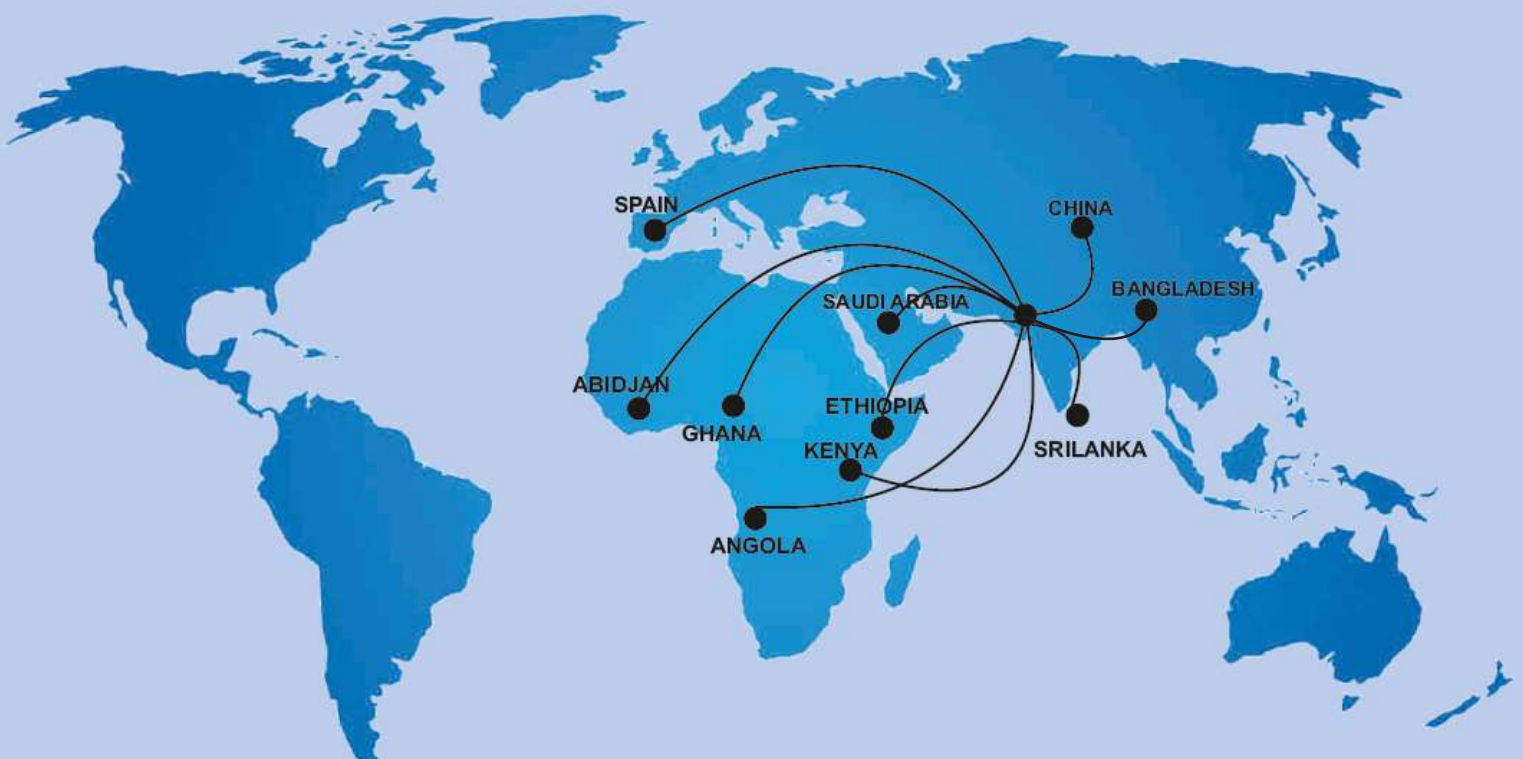 SPAIN
CHINA
BANGLADESH
SAUDI ARABIA
ABIDJAN
ETHIOPIA
GHANA
KENYA
SRILANKA
ANGOLA